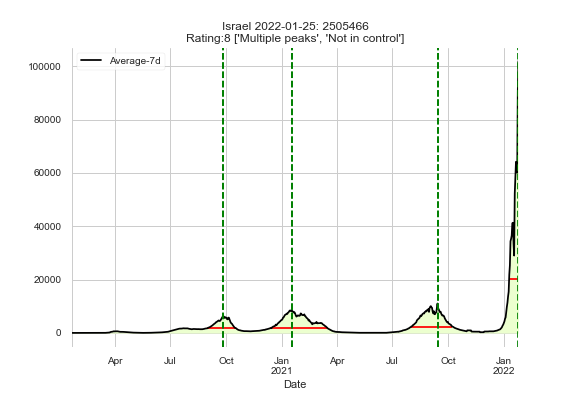 Israel 2022-01-25: 2505466
Rating:8 ['Multiple peaks', 'Not in control']
Average-7d
100000
80000
60000
40000
20000
0
Apr Jul Oct Jan Apr Jul Oct Jan
2021 2022
Date